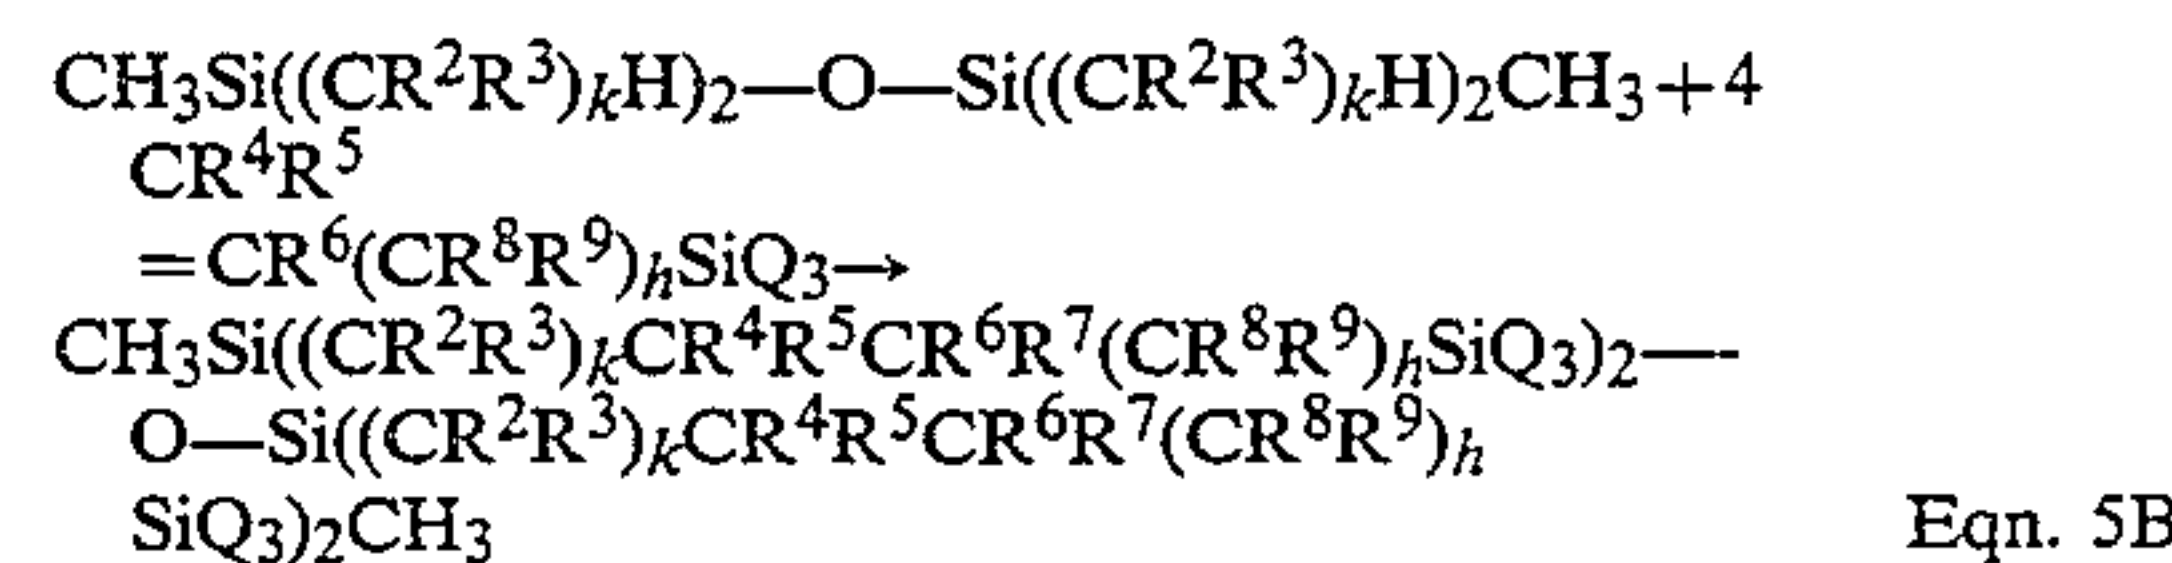 CH₃Si((CR²R³)ₖH)₂—O—Si((CR²R³)ₖH)₂CH₃+4
CR⁴R⁵
=CR⁶(CR⁸R⁹)ₕSiQ₃→
CH₃Si((CR²R³)ₖCR⁴R⁵CR⁶R⁷(CR⁸R⁹)ₕSiQ₃)₂—
O—Si((CR²R³)ₖCR⁴R⁵CR⁶R⁷(CR⁸R⁹)ₕ
SiQ₃)₂CH₃ Eqn. 5B